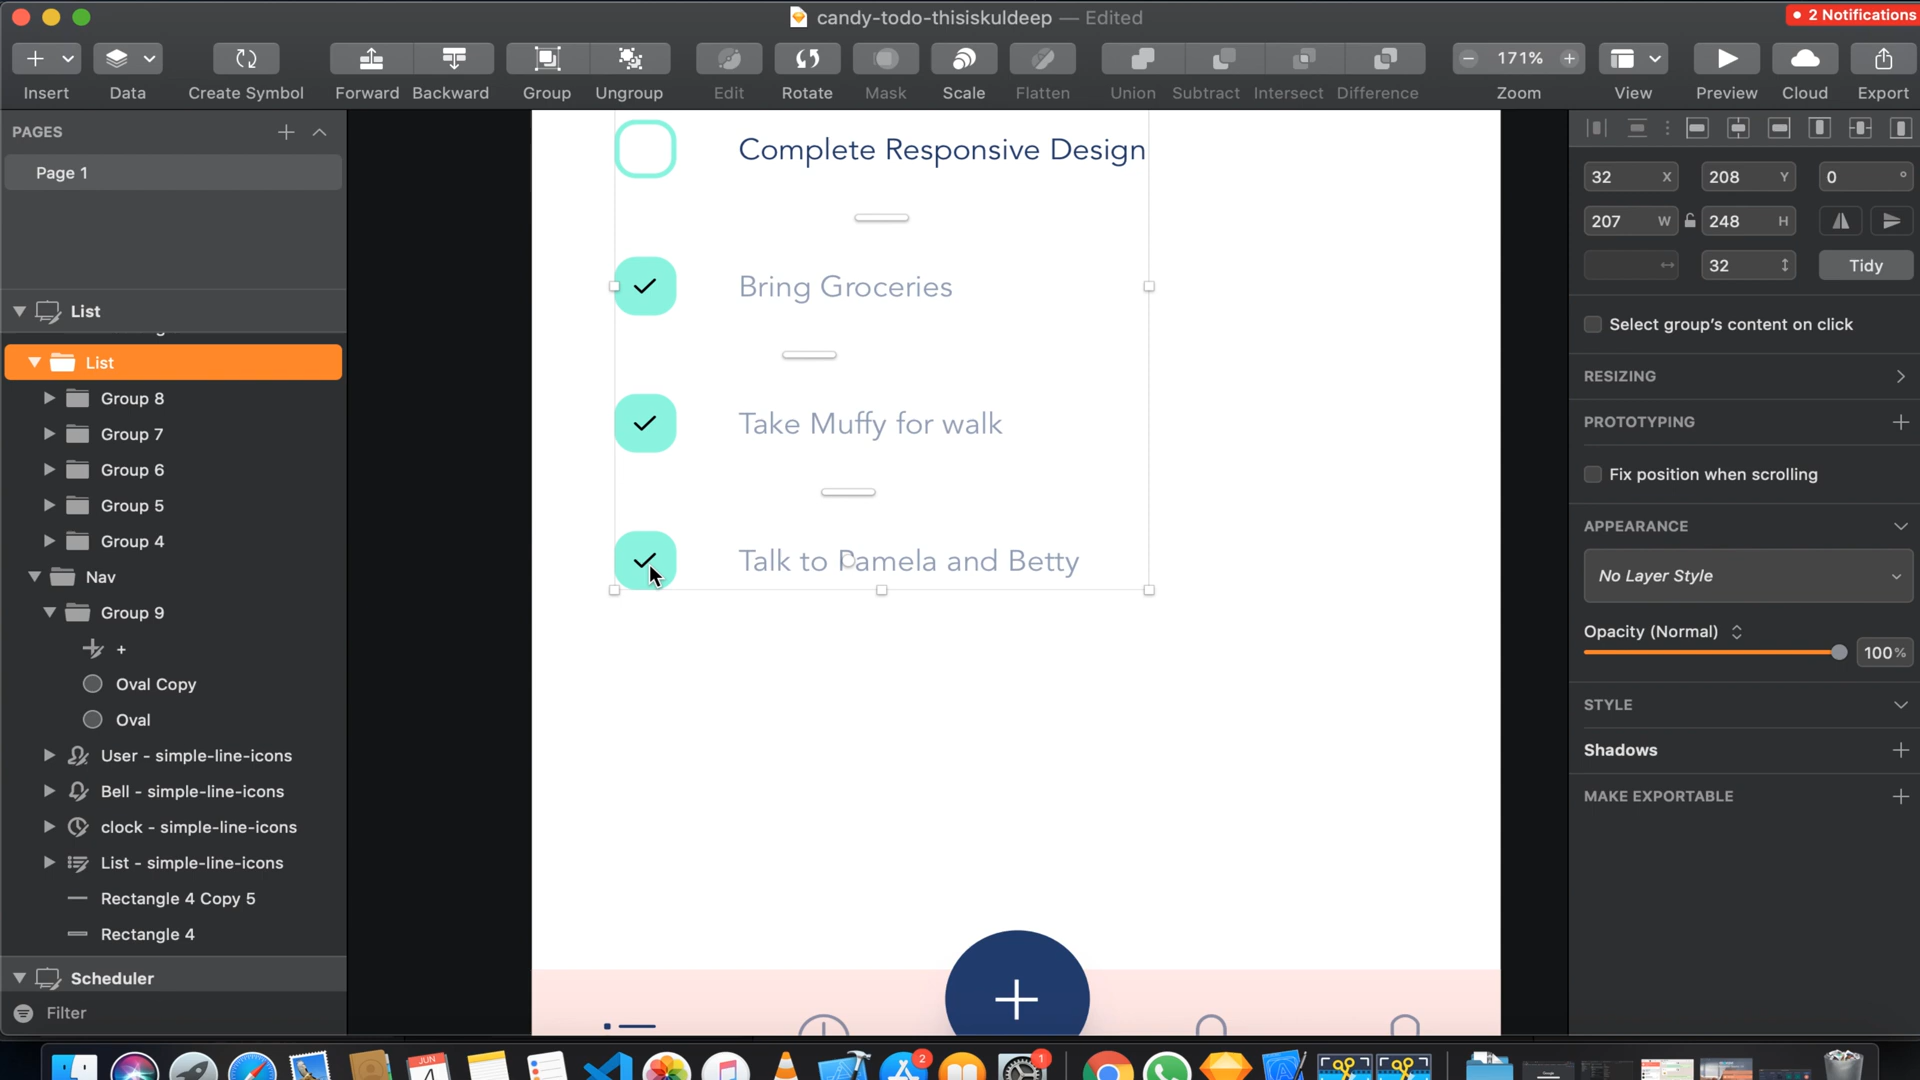 candy-todo-thisiskuldeep — Edited
2 Notifications
Insert
Data
Create Symbol
Forward
Backward
Group
Ungroup
Edit
Rotate
Mask
Scale
Flatten
Union
Subtract
Intersect
Difference
171%
Zoom
View
Preview
Cloud
Export
PAGES
Page 1
List
List
Group 8
Group 7
Group 6
Group 5
Group 4
Nav
Group 9
+
Oval Copy
Oval
User - simple-line-icons
Bell - simple-line-icons
clock - simple-line-icons
List - simple-line-icons
Rectangle 4 Copy 5
Rectangle 4
Scheduler
Filter
Complete Responsive Design
Bring Groceries
Take Muffy for walk
Talk to Pamela and Betty
32 X
208 Y
0 °
207 W
248 H
32
Tidy
Select group's content on click
RESIZING
PROTOTYPING
Fix position when scrolling
APPEARANCE
No Layer Style
Opacity (Normal)
100%
STYLE
Shadows
MAKE EXPORTABLE
JUN
4
2
1